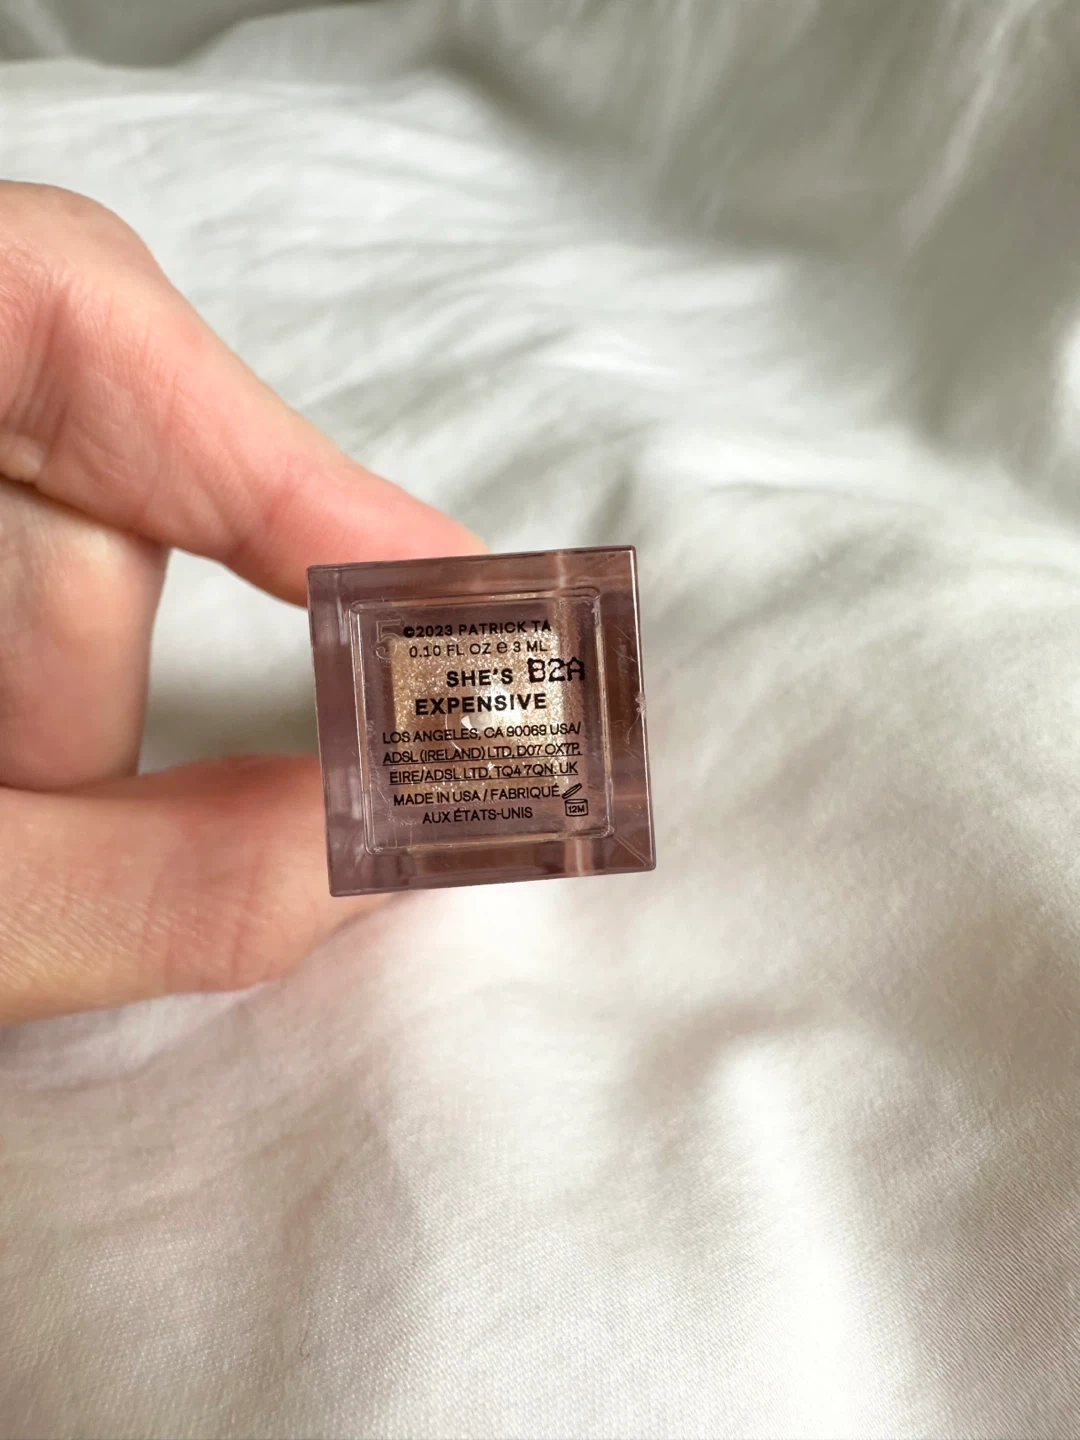 5
©2023 PATRICK TA
0.10 FL OZ e 3 ML
SHE'S B2A
EXPENSIVE
LOS ANGELES, CA 90069 USA/
ADSL (IRELAND) LTD, D07 OX7P,
EIRE/ADSL LTD, TQ4 7QN, UK
MADE IN USA / FABRIQUÉ
AUX ÉTATS-UNIS
12M